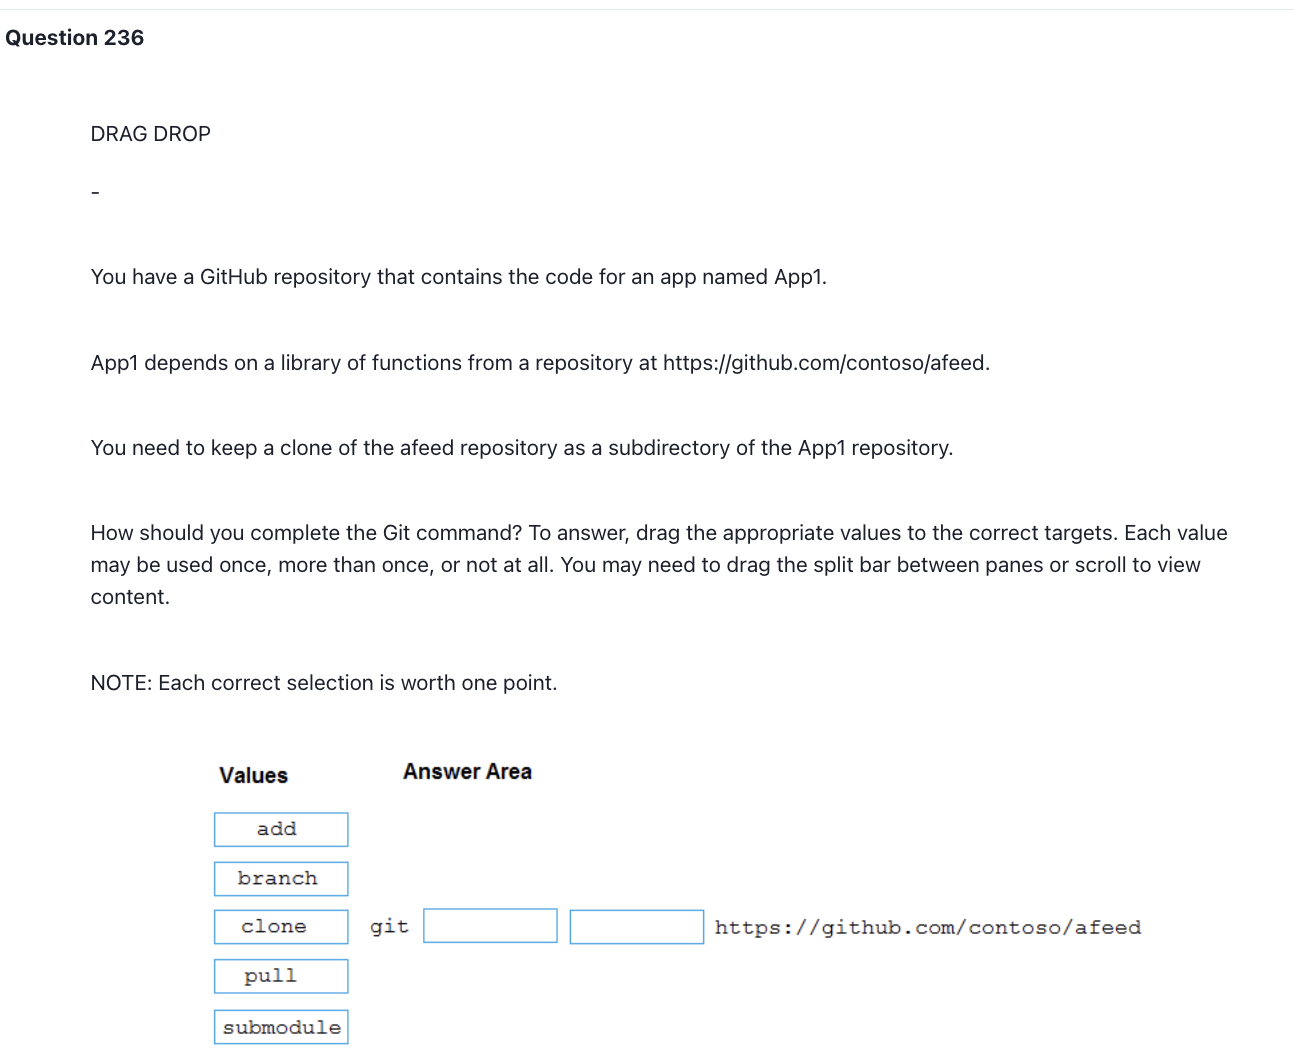 Question 236
DRAG DROP
-
You have a GitHub repository that contains the code for an app named App1.
App1 depends on a library of functions from a repository at https://github.com/contoso/afeed.
You need to keep a clone of the afeed repository as a subdirectory of the App1 repository.
How should you complete the Git command? To answer, drag the appropriate values to the correct targets. Each value
may be used once, more than once, or not at all. You may need to drag the split bar between panes or scroll to view
content.
NOTE: Each correct selection is worth one point.
Values
Answer Area
add
branch
clone
git https://github.com/contoso/afeed
pull
submodule